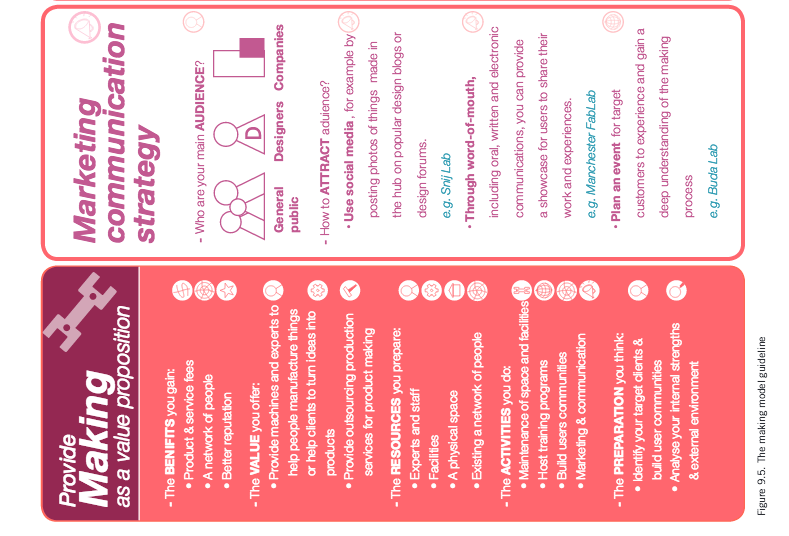 Provide
Making
as a value proposition
- The BENEFITS you gain:
• Product & service fees
• A network of people
• Better reputation
- The VALUE you offer:
• Provide machines and experts to
help people manufacture things
or help clients to turn ideas into
products
• Provide outsourcing production
services for product making
- The RESOURCES you prepare:
• Experts and staff
• Facilities
• A physical space
• Existing a network of people
- The ACTIVITIES you do:
• Maintenance of space and facilities
• Host training programs
• Build users communities
• Marketing & communication
- The PREPARATION you think:
• Identify your target clients &
build user communities
• Analyse your internal strengths
& external environment
Marketing
communication
strategy
- Who are your main AUDIENCE?
D
General
public
Designers
Companies
- How to ATTRACT aduience?
• Use social media, for example by
posting photos of things made in
the hub on popular design blogs or
design forums.
e.g. Snij Lab
• Through word-of-mouth,
including oral, written and electronic
communications, you can provide
a showcase for users to share their
work and experiences.
e.g. Manchester FabLab
• Plan an event for target
customers to experience and gain a
deep understanding of the making
process
e.g. Buda Lab
Figure 9.5. The making model guideline